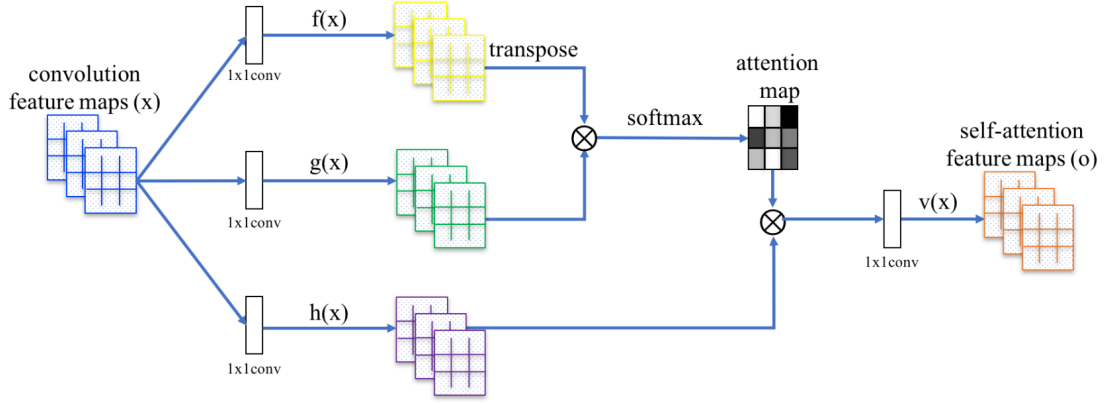 convolution
feature maps (x)
f(x)
1x1conv
transpose
g(x)
1x1conv
h(x)
1x1conv
softmax
attention
map
v(x)
1x1conv
self-attention
feature maps (o)